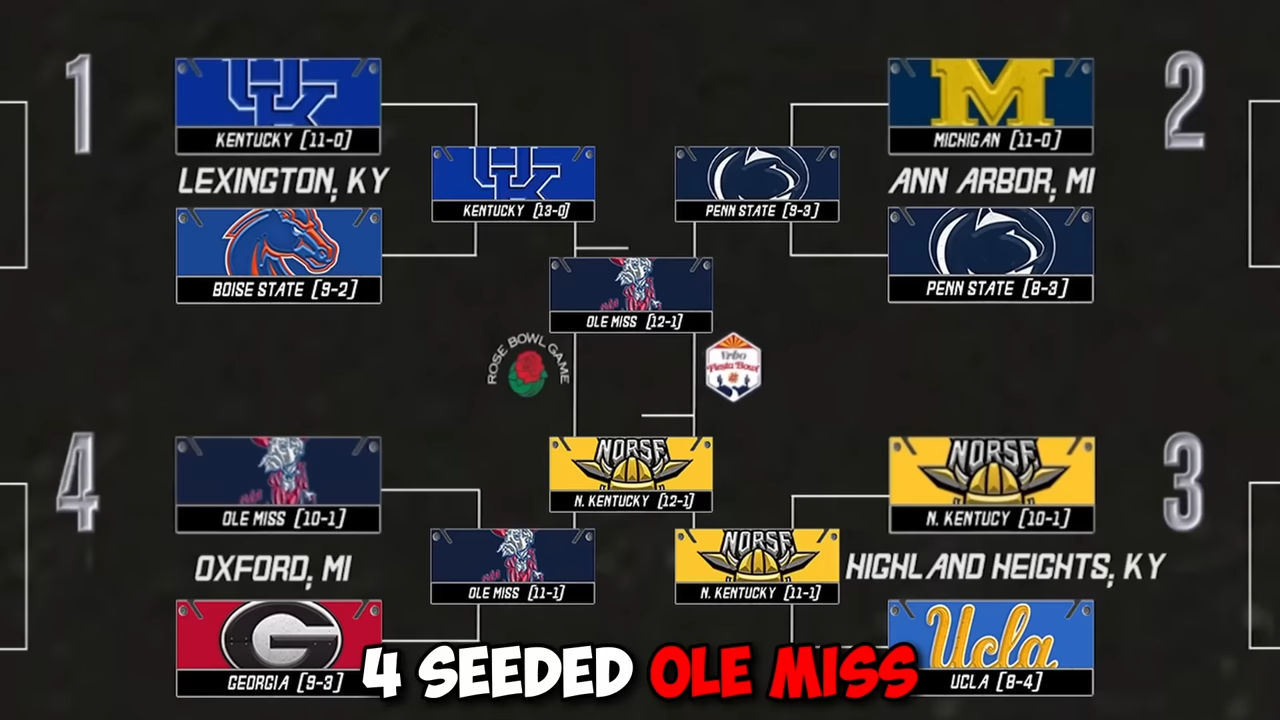 1
KENTUCKY [11-0]
LEXINGTON, KY
BOISE STATE [9-2]
KENTUCKY [13-0]
M
MICHIGAN [11-0]
2
ANN ARBOR, MI
PENN STATE [8-3]
PENN STATE [9-3]
OLE MISS [12-1]
ROSE BOWL GAME
Vrbo
Fiesta Bowl
NORSE
N. KENTUCKY [12-1]
4
OLE MISS [10-1]
OXFORD, MI
G
GEORGIA [9-3]
OLE MISS [11-1]
NORSE
N. KENTUCKY [11-1]
NORSE
N. KENTUCY [10-1]
3
HIGHLAND HEIGHTS, KY
Ucla
UCLA [8-4]
4 SEEDED OLE MISS